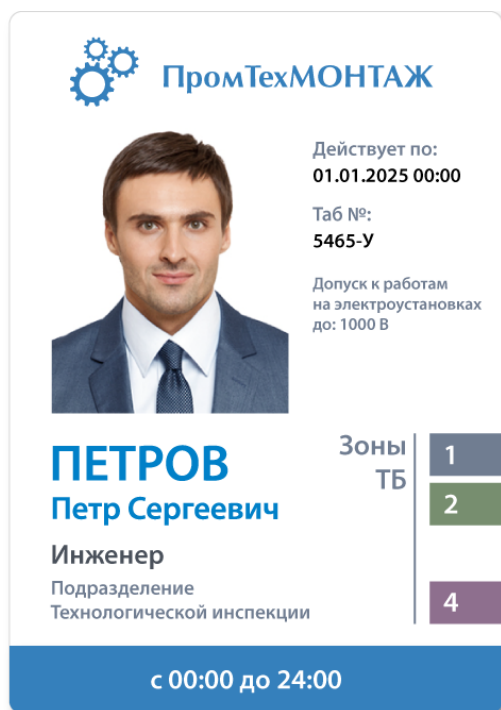 ПромТехМОНТАЖ
Действует по:
01.01.2025 00:00
Таб №:
5465-У
Допуск к работам
на электроустановках
до: 1000 В
ПЕТРОВ
Петр Сергеевич
Инженер
Подразделение
Технологической инспекции
Зоны
ТБ
1
2
4
с 00:00 до 24:00